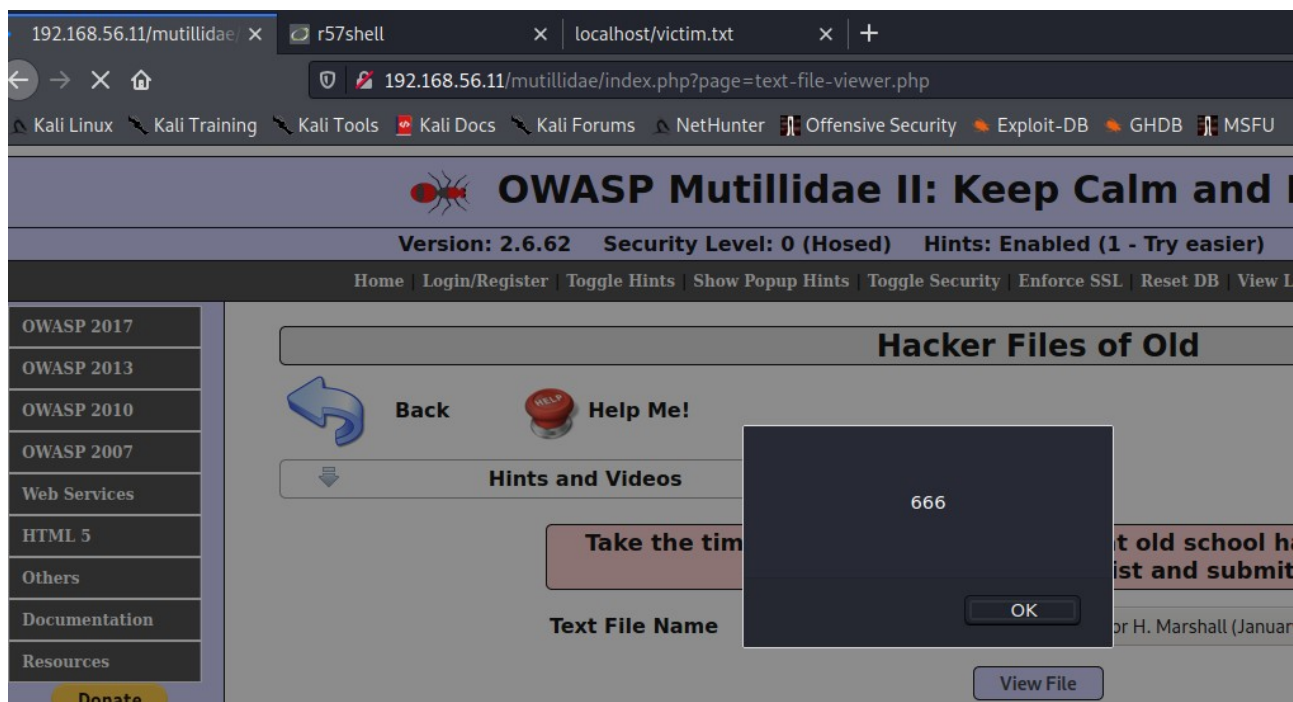 192.168.56.11/mutillidae/ r57shell localhost/victim.txt
192.168.56.11/mutillidae/index.php?page=text-file-viewer.php
Kali Linux Kali Training Kali Tools Kali Docs Kali Forums NetHunter Offensive Security Exploit-DB GHDB MSFU
OWASP Mutillidae II: Keep Calm and
Version: 2.6.62 Security Level: 0 (Hosed) Hints: Enabled (1 - Try easier)
Home | Login/Register | Toggle Hints | Show Popup Hints | Toggle Security | Enforce SSL | Reset DB | View
OWASP 2017
OWASP 2013
OWASP 2010
OWASP 2007
Web Services
HTML 5
Others
Documentation
Resources
Donate
Hacker Files of Old
Back
HELP
Help Me!
Hints and Videos
666
OK
Take the tim
t old school
ist and submit
Text File Name
or H. Marshall (Januar
View File